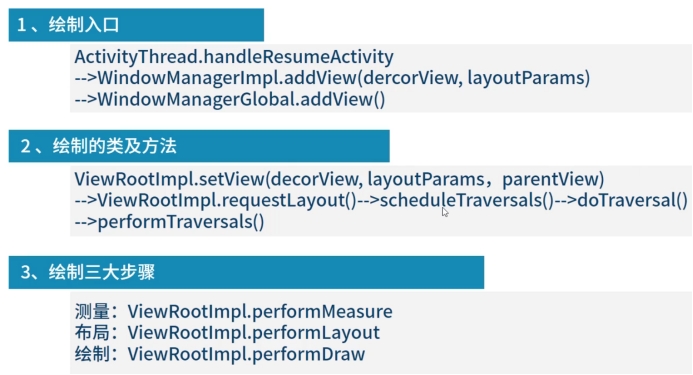 1、绘制入口
ActivityThread.handleResumeActivity
-->WindowManagerImpl.addView(dercorView, layoutParams)
-->WindowManagerGlobal.addView()
2、绘制的类及方法
ViewRootImpl.setView(decorView, layoutParams，parentView)
-->ViewRootImpl.requestLayout()-->scheduleTraversals()-->doTraversal()
-->performTraversals()
3、绘制三大步骤
测量：ViewRootImpl.performMeasure
布局：ViewRootImpl.performLayout
绘制：ViewRootImpl.performDraw